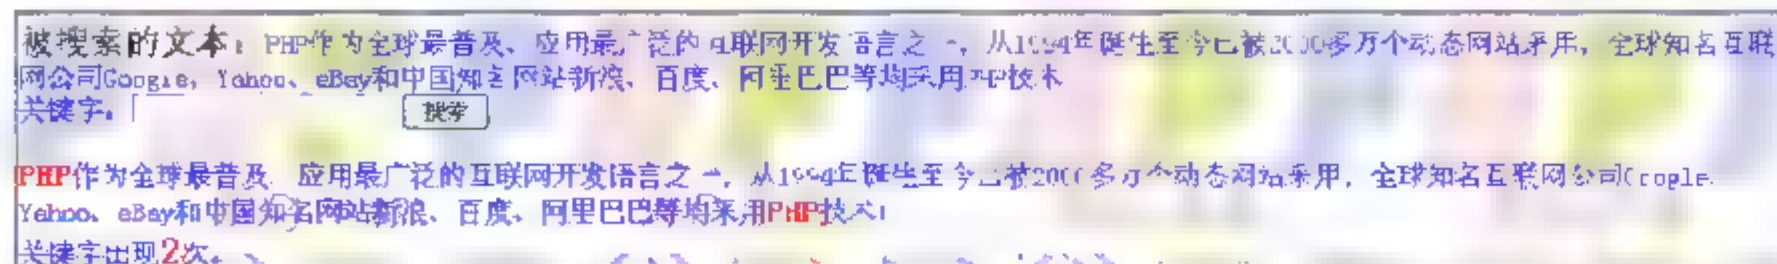 被搜索的文本：PHP作为全球最普及、应用最广泛的互联网开发语言之一，从1994年诞生至今已被2000多万个动态网站采用，全球知名互联
网公司Google，Yahoo、eBay和中国知名网站新浪、百度、阿里巴巴等均采用PHP技术
关键字：
搜索
PHP作为全球最普及、应用最广泛的互联网开发语言之一，从1994年诞生至今已被2000多万个动态网站采用，全球知名互联网公司Google、
Yahoo、eBay和中国知名网站新浪、百度、阿里巴巴等均采用PHP技术！
关键字出现2次。